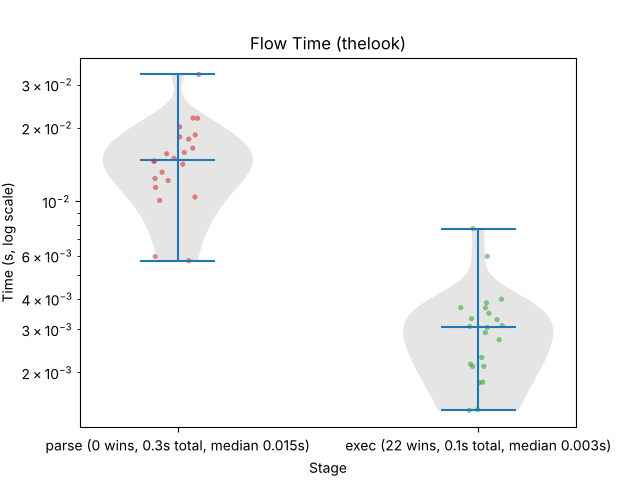 Flow Time (thelook)
Time (s, log scale)
3 × 10⁻²
2 × 10⁻²
10⁻²
6 × 10⁻³
4 × 10⁻³
3 × 10⁻³
2 × 10⁻³
parse (0 wins, 0.3s total, median 0.015s)
exec (22 wins, 0.1s total, median 0.003s)
Stage